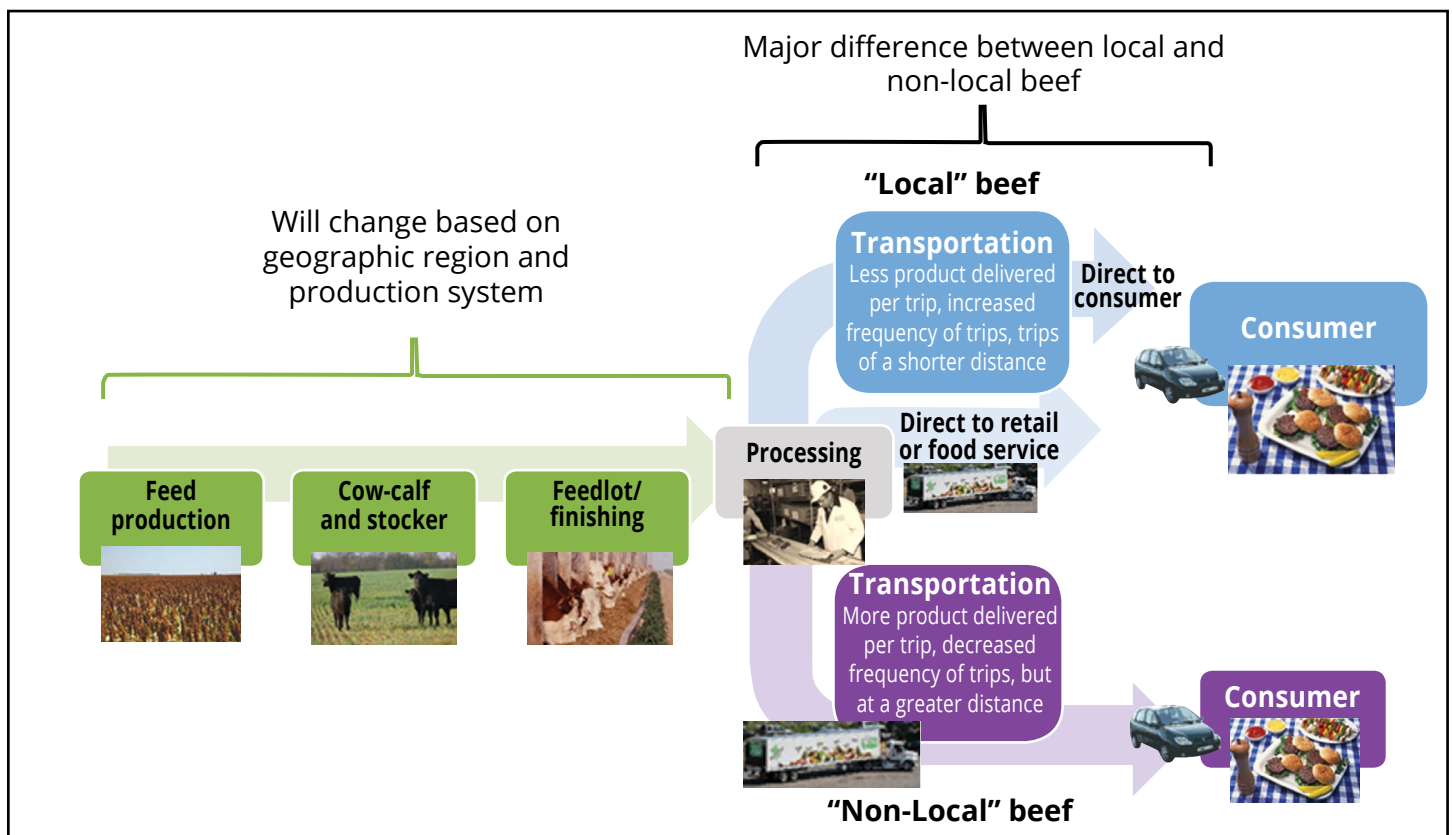 Major difference between local and
non-local beef
“Local” beef
Will change based on
geographic region and
production system
Transportation
Less product delivered
per trip, increased
frequency of trips, trips
of a shorter distance
Direct to
consumer
Consumer
Direct to retail
or food service
Processing
Feed
production
Cow-calf
and stocker
Feedlot/
finishing
Transportation
More product delivered
per trip, decreased
frequency of trips, but
at a greater distance
Consumer
“Non-Local” beef